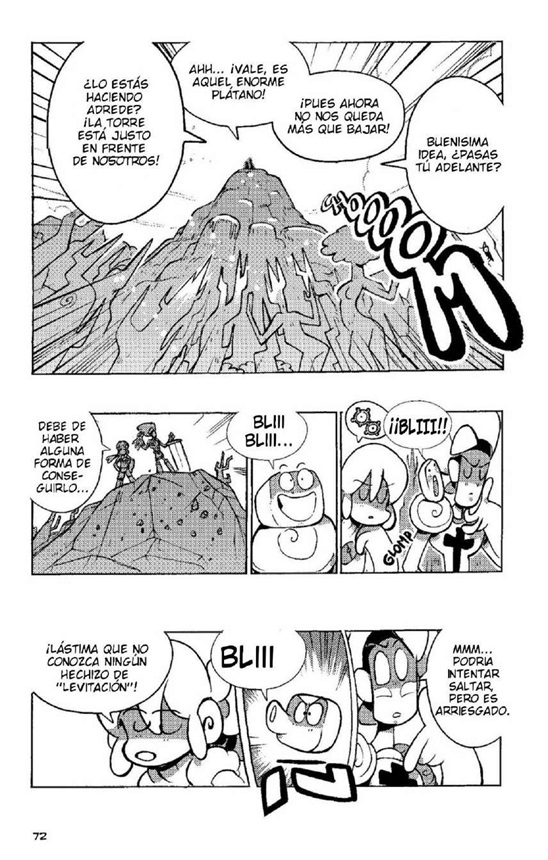 ¿LO ESTÁS
HACIENDO
ADREDE?
¡LA TORRE
ESTÁ JUSTO
EN FRENTE
DE NOSOTROS!
AHH... ¡VALE, ES
AQUEL ENORME
PLÁTANO!
¡PUES AHORA
NO NOS QUEDA
MÁS QUE BAJAR!
BUENISIMA
IDEA, ¿PASAS
TÚ ADELANTE?
DEBE DE
HABER
ALGUNA
FORMA DE
CONSE-
GUIRLO...
BLIII
BLIII...
¡¡BLIII!!
GLOMP
¡LÁSTIMA QUE NO
CONOZCA NINGÚN
HECHIZO DE
"LEVITACIÓN"!
BLIII
MMM...
PODRIA
INTENTAR
SALTAR,
PERO ES
ARRIESGADO.
72